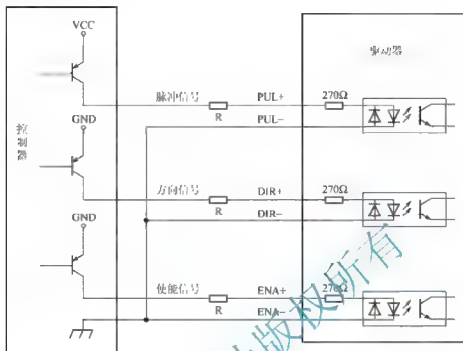 VCC
驱动器
脉冲信号
PUL+
270Ω
R
PUL-
控制器
GND
方向信号
DIR+
270Ω
R
DIR-
GND
使能信号
ENA+
270Ω
R
ENA-
版权所有